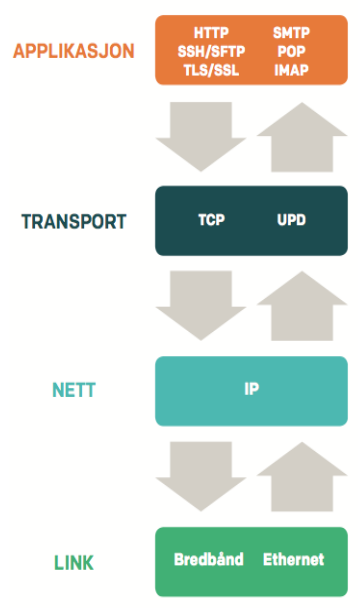 APPLIKASJON
HTTP SMTP
SSH/SFTP POP
TLS/SSL IMAP
TRANSPORT
TCP UPD
NETT
IP
LINK
Bredbånd Ethernet